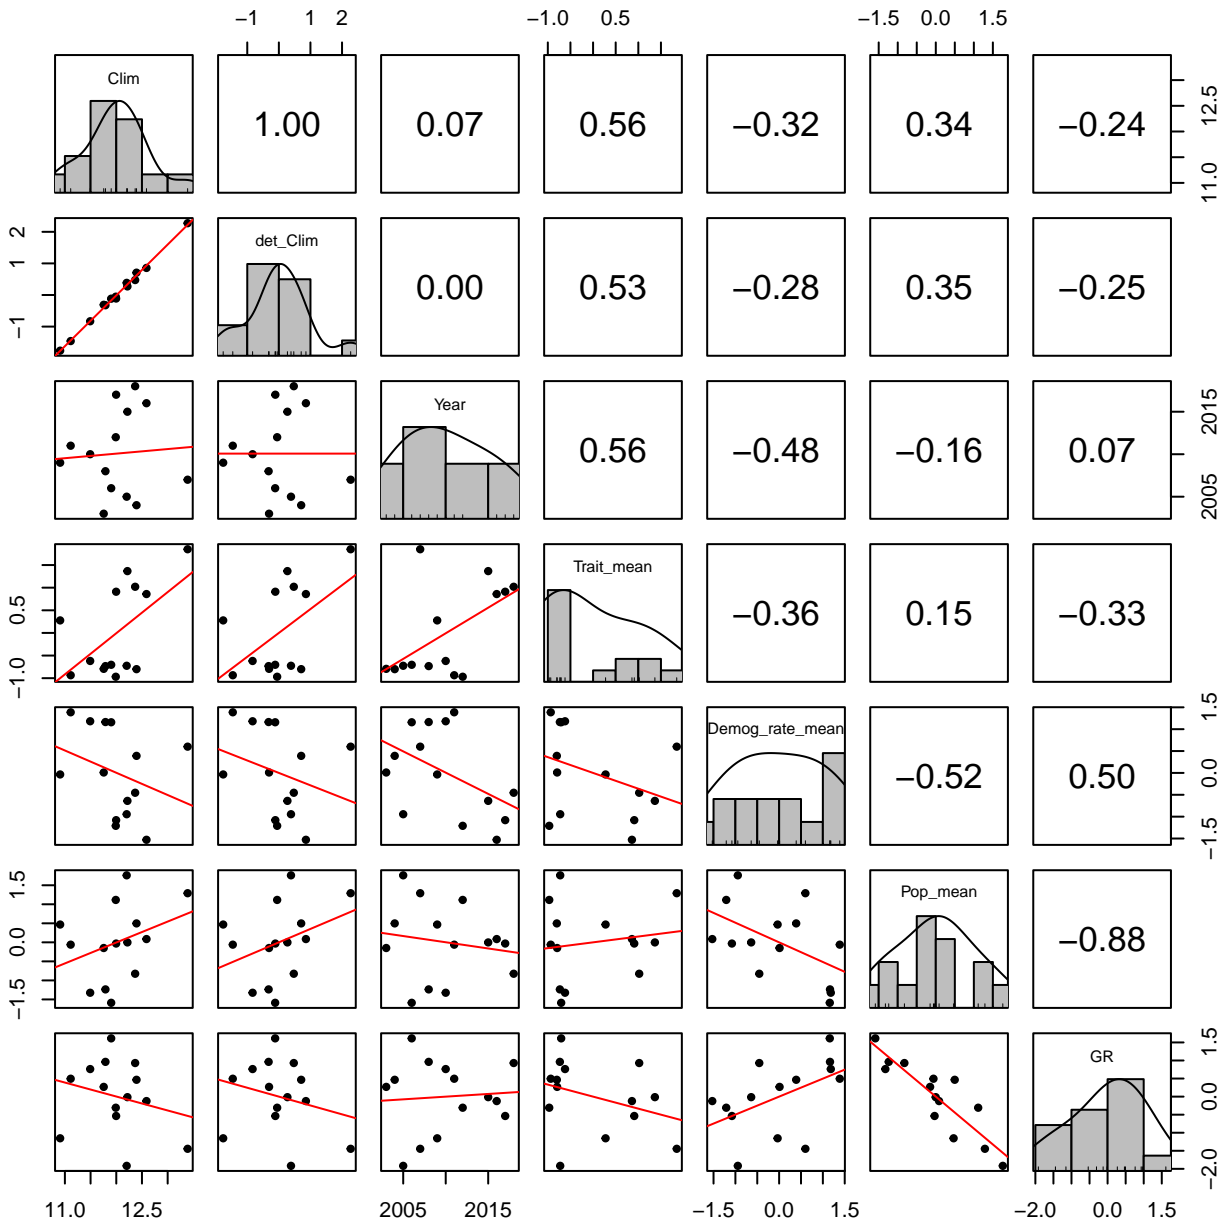 −1 1 2 −1.0 0.5 −1.5 0.0 1.5
Clim
1.00 0.07 0.56 −0.32 0.34 −0.24
11.0 12.5
det_Clim
−1 1 2
0.00 0.53 −0.28 0.35 −0.25
Year
0.56 −0.48 −0.16 0.07
2005 2015
Trait_mean
−1.0 0.5
−0.36 0.15 −0.33
Demog_rate_mean
−0.52 0.50
−1.5 0.0 1.5
Pop_mean
−1.5 0.0 1.5
−0.88
GR
−2.0 0.0 1.5
11.0 12.5 2005 2015 −1.5 0.0 1.5 −2.0 0.0 1.5